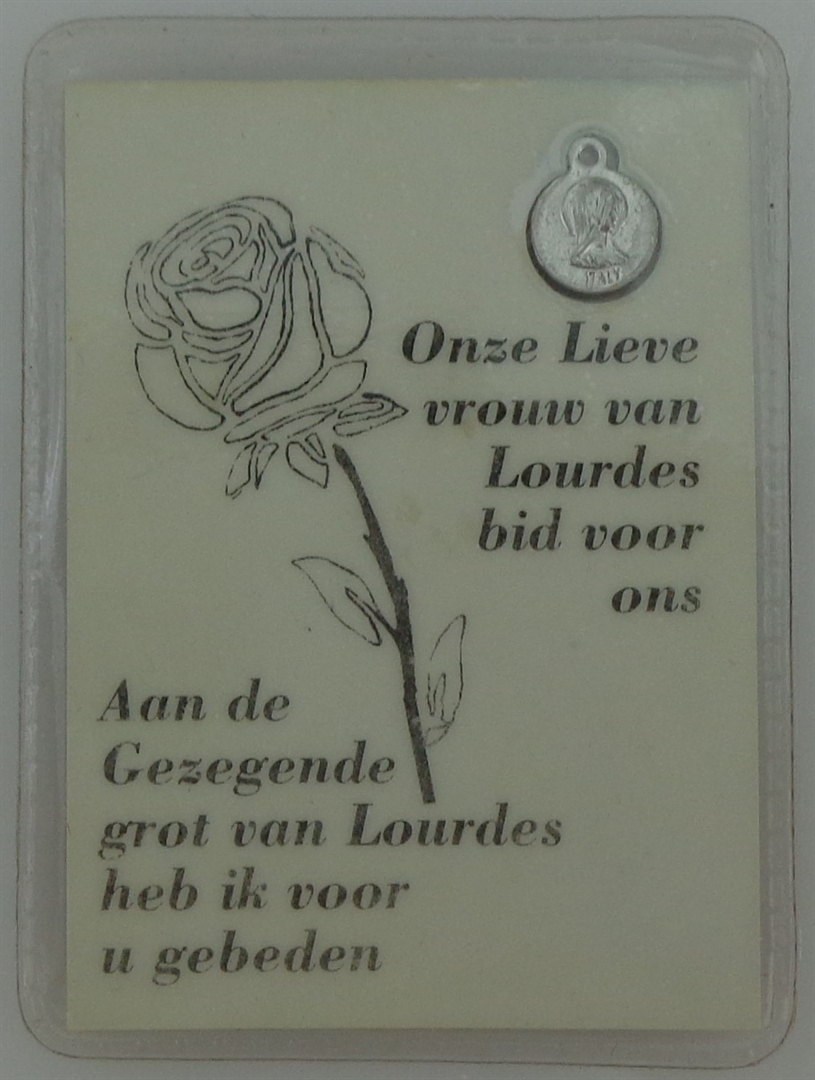 ITALY
Onze Lieve
vrouw van
Lourdes
bid voor
ons
Aan de
Gezegende
grot van Lourdes
heb ik voor
u gebeden